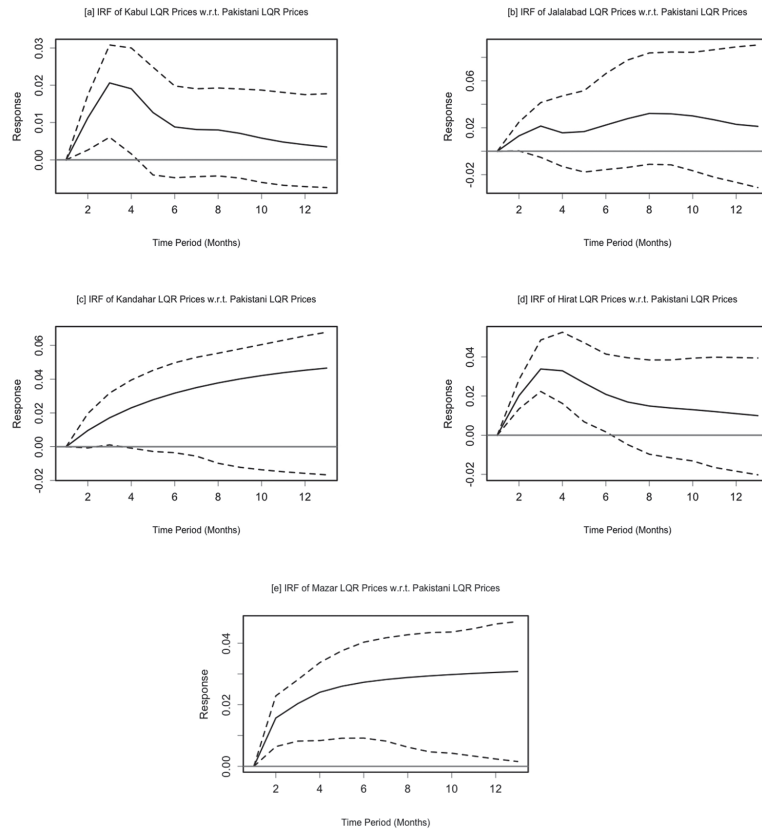 [a] IRF of Kabul LQR Prices w.r.t. Pakistani LQR Prices
Response
0.03
0.02
0.01
0.00
2 4 6 8 10 12
Time Period (Months)
[b] IRF of Jalalabad LQR Prices w.r.t. Pakistani LQR Prices
Response
0.06
0.02
-0.02
2 4 6 8 10 12
Time Period (Months)
[c] IRF of Kandahar LQR Prices w.r.t. Pakistani LQR Prices
Response
0.06
0.04
0.02
0.00
-0.02
2 4 6 8 10 12
Time Period (Months)
[d] IRF of Hirat LQR Prices w.r.t. Pakistani LQR Prices
Response
0.04
0.02
0.00
-0.02
2 4 6 8 10 12
Time Period (Months)
[e] IRF of Mazar LQR Prices w.r.t. Pakistani LQR Prices
Response
0.04
0.02
0.00
2 4 6 8 10 12
Time Period (Months)